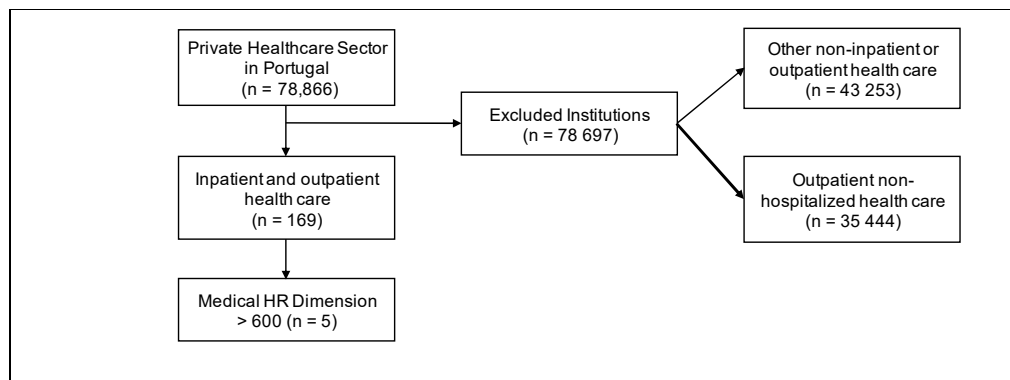 Private Healthcare Sector
in Portugal
(n = 78,866)
Excluded Institutions
(n = 78 697)
Other non-inpatient or
outpatient health care
(n = 43 253)
Outpatient non-
hospitalized health care
(n = 35 444)
Inpatient and outpatient
health care
(n = 169)
Medical HR Dimension
> 600 (n = 5)